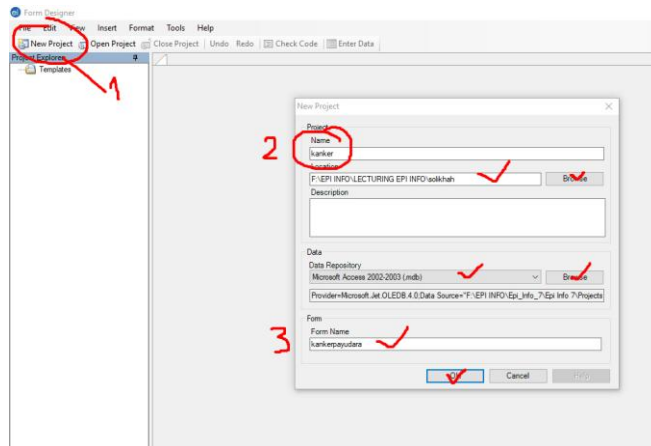 Form Designer
File Edit View Insert Format Tools Help
New Project Open Project Close Project Undo Redo Check Code Enter Data
Project Explorer
Templates
1
New Project
Project
2
Name
kanker
Location
F:\EPI INFO\LECTURING EPI INFO\solikhah Browse
Description
Data
Data Repository
Microsoft Access 2002-2003 (.mdb) Browse
Provider=Microsoft.Jet.OLEDB.4.0;Data Source="F:\EPI INFO\Epi_Info_7\Epi Info 7\Projects
Form
3
Form Name
kankerpayudara
OK Cancel Help